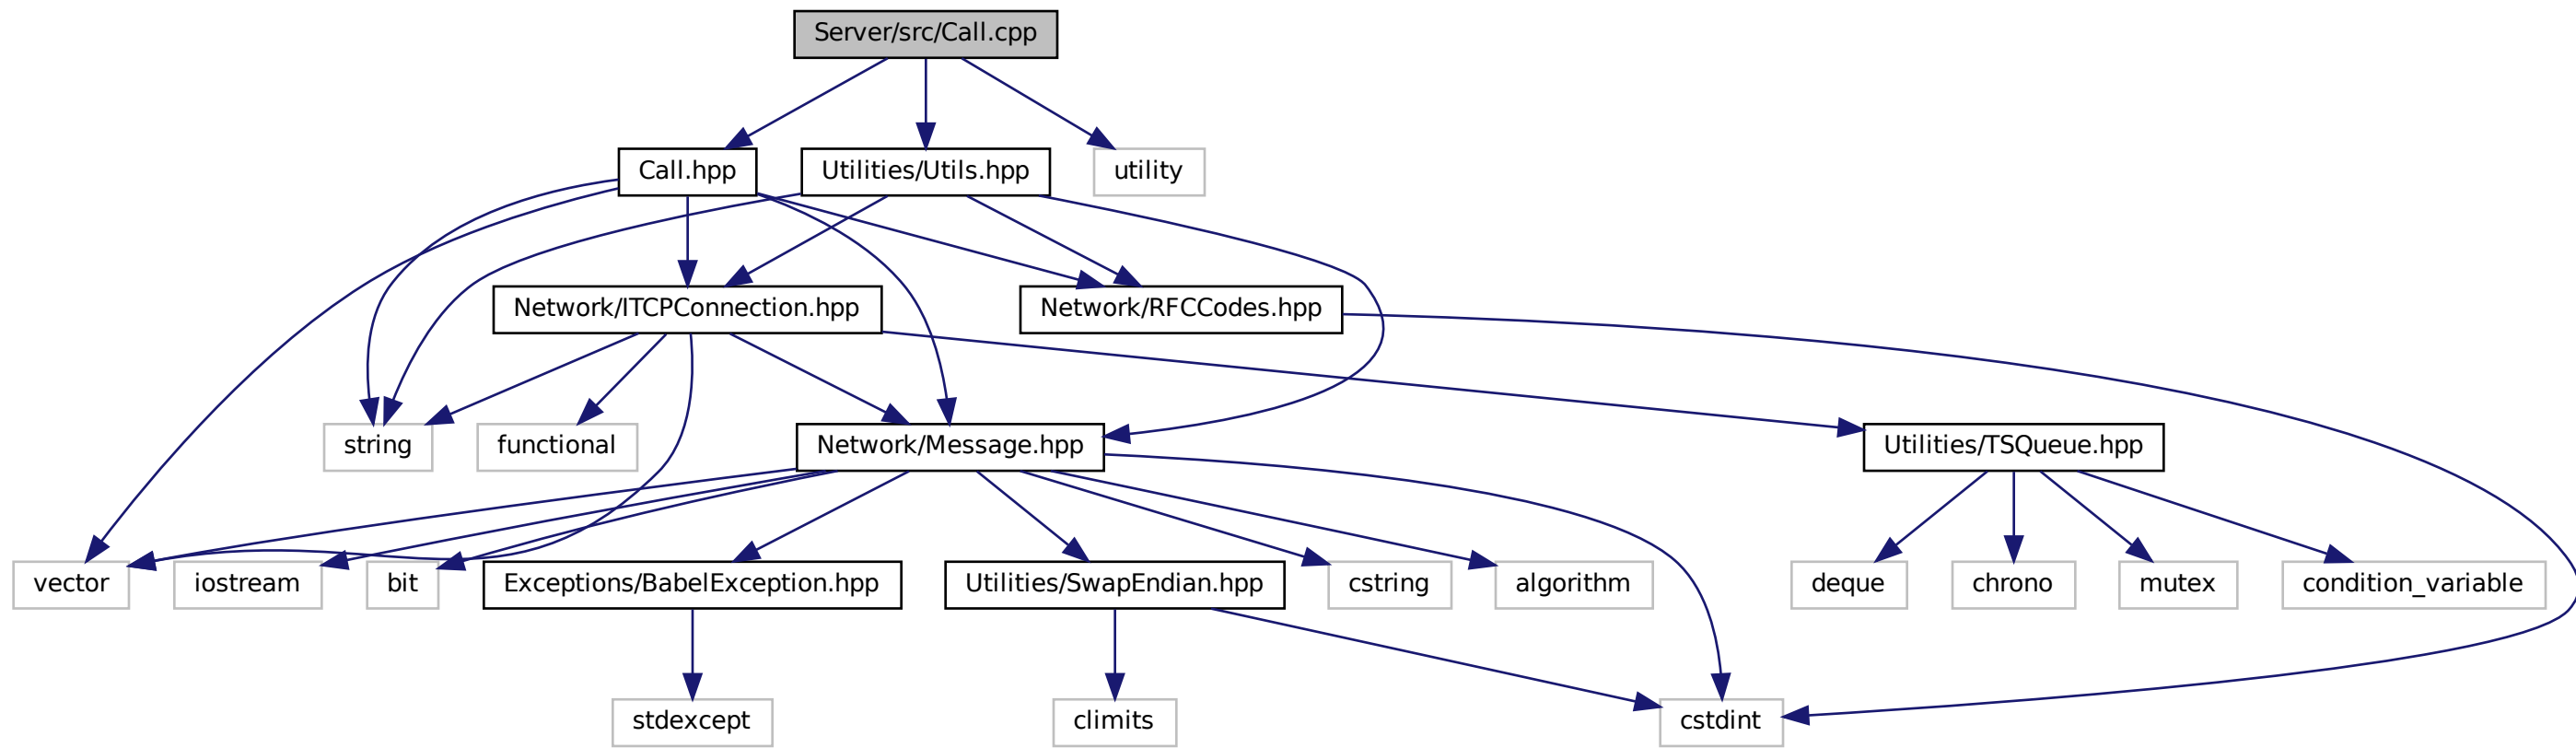 Server/src/Call.cpp
Call.hpp
Utilities/Utils.hpp
utility
Network/ITCPConnection.hpp
Network/RFCCodes.hpp
string
functional
Network/Message.hpp
Utilities/TSQueue.hpp
vector
iostream
bit
Exceptions/BabelException.hpp
Utilities/SwapEndian.hpp
cstring
algorithm
deque
chrono
mutex
condition_variable
stdexcept
climits
cstdint